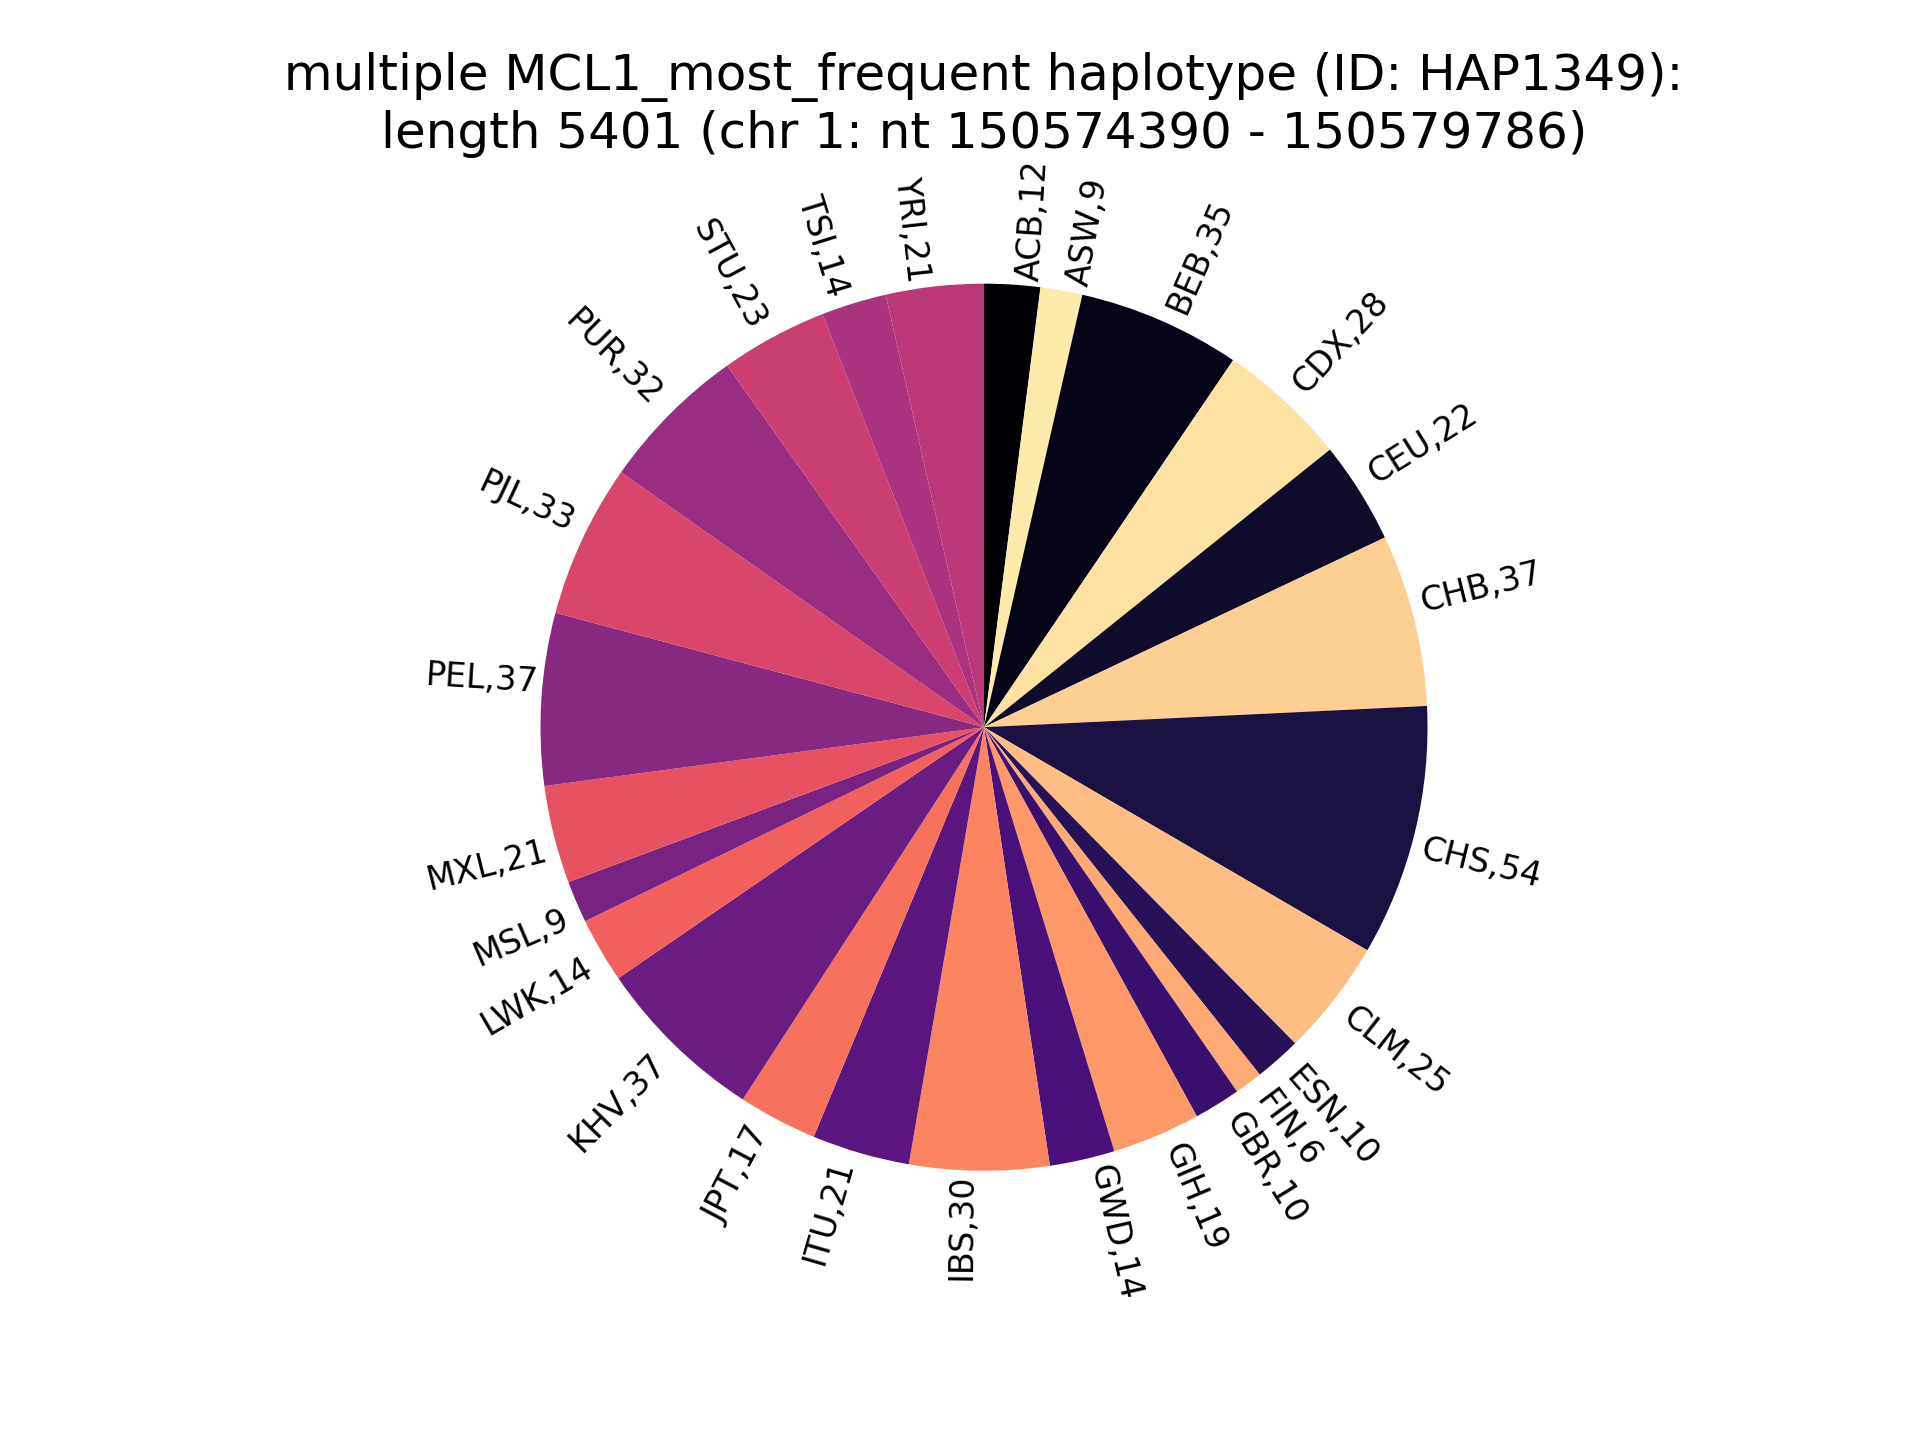 multiple MCL1_most_frequent haplotype (ID: HAP1349):
length 5401 (chr 1: nt 150574390 - 150579786)
ACB,12
ASW,9
BEB,35
CDX,28
CEU,22
CHB,37
CHS,54
CLM,25
ESN,10
FIN,6
GBR,10
GIH,19
GWD,14
IBS,30
ITU,21
JPT,17
KHV,37
LWK,14
MSL,9
MXL,21
PEL,37
PJL,33
PUR,32
STU,23
TSI,14
YRI,21